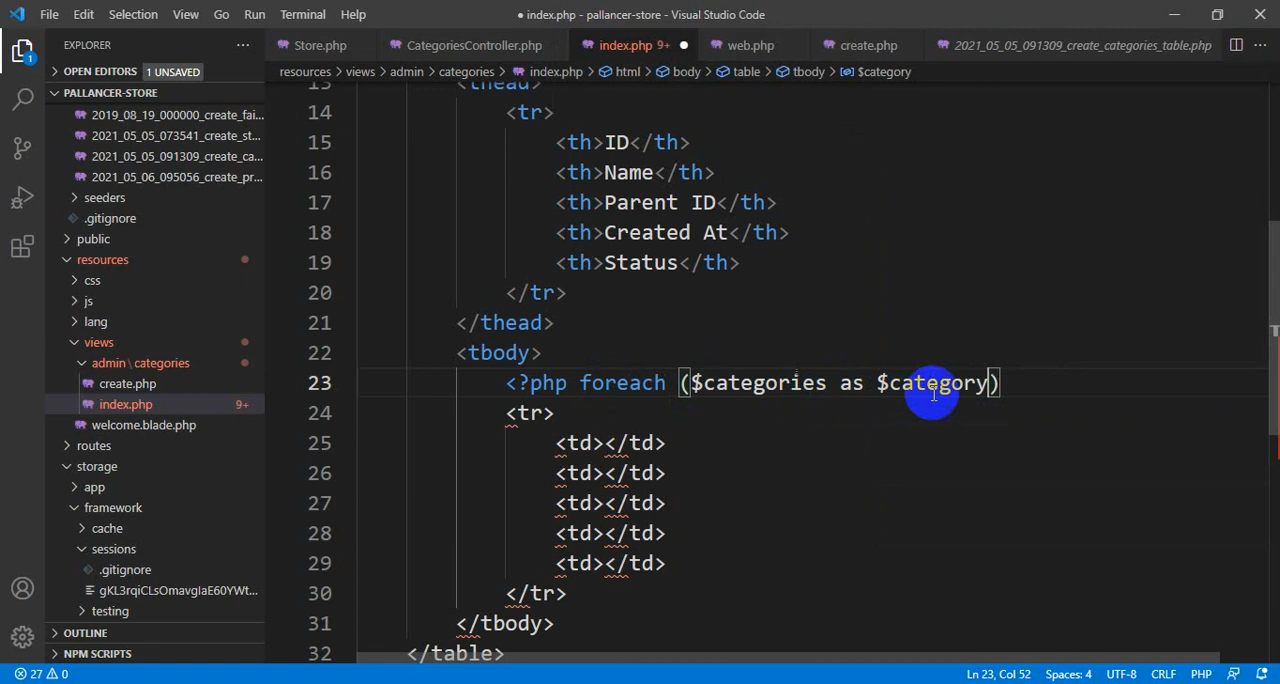 File Edit Selection View Go Run Terminal Help
● index.php - pallancer-store - Visual Studio Code
EXPLORER
Store.php CategoriesController.php index.php 9+ ● web.php create.php 2021_05_05_091309_create_categories_table.php
OPEN EDITORS 1 UNSAVED
resources > views > admin > categories > index.php > html > body > table > tbody > $category
PALLANCER-STORE
2019_08_19_000000_create_fai...
2021_05_05_073541_create_st...
2021_05_05_091309_create_ca...
2021_05_06_095056_create_pr...
seeders
.gitignore
public
resources
css
js
lang
views
admin \ categories
create.php
index.php 9+
welcome.blade.php
routes
storage
app
framework
cache
sessions
.gitignore
gKL3rqiCLsOmavgIaE60YWt...
testing
OUTLINE
NPM SCRIPTS
1
13 <thead>
14 <tr>
15 <th>ID</th>
16 <th>Name</th>
17 <th>Parent ID</th>
18 <th>Created At</th>
19 <th>Status</th>
20 </tr>
21 </thead>
22 <tbody>
23 <?php foreach ($categories as $category)
24 <tr>
25 <td></td>
26 <td></td>
27 <td></td>
28 <td></td>
29 <td></td>
30 </tr>
31 </tbody>
32 </table>
27 0 Ln 23, Col 52 Spaces: 4 UTF-8 CRLF PHP